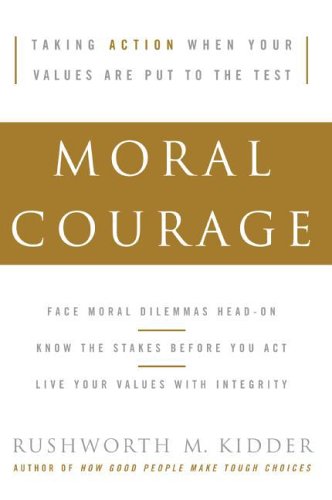 TAKING ACTION WHEN YOUR
VALUES ARE PUT TO THE TEST
MORAL
COURAGE
FACE MORAL DILEMMAS HEAD-ON
KNOW THE STAKES BEFORE YOU ACT
LIVE YOUR VALUES WITH INTEGRITY
RUSHWORTH M. KIDDER
AUTHOR OF HOW GOOD PEOPLE MAKE TOUGH CHOICES